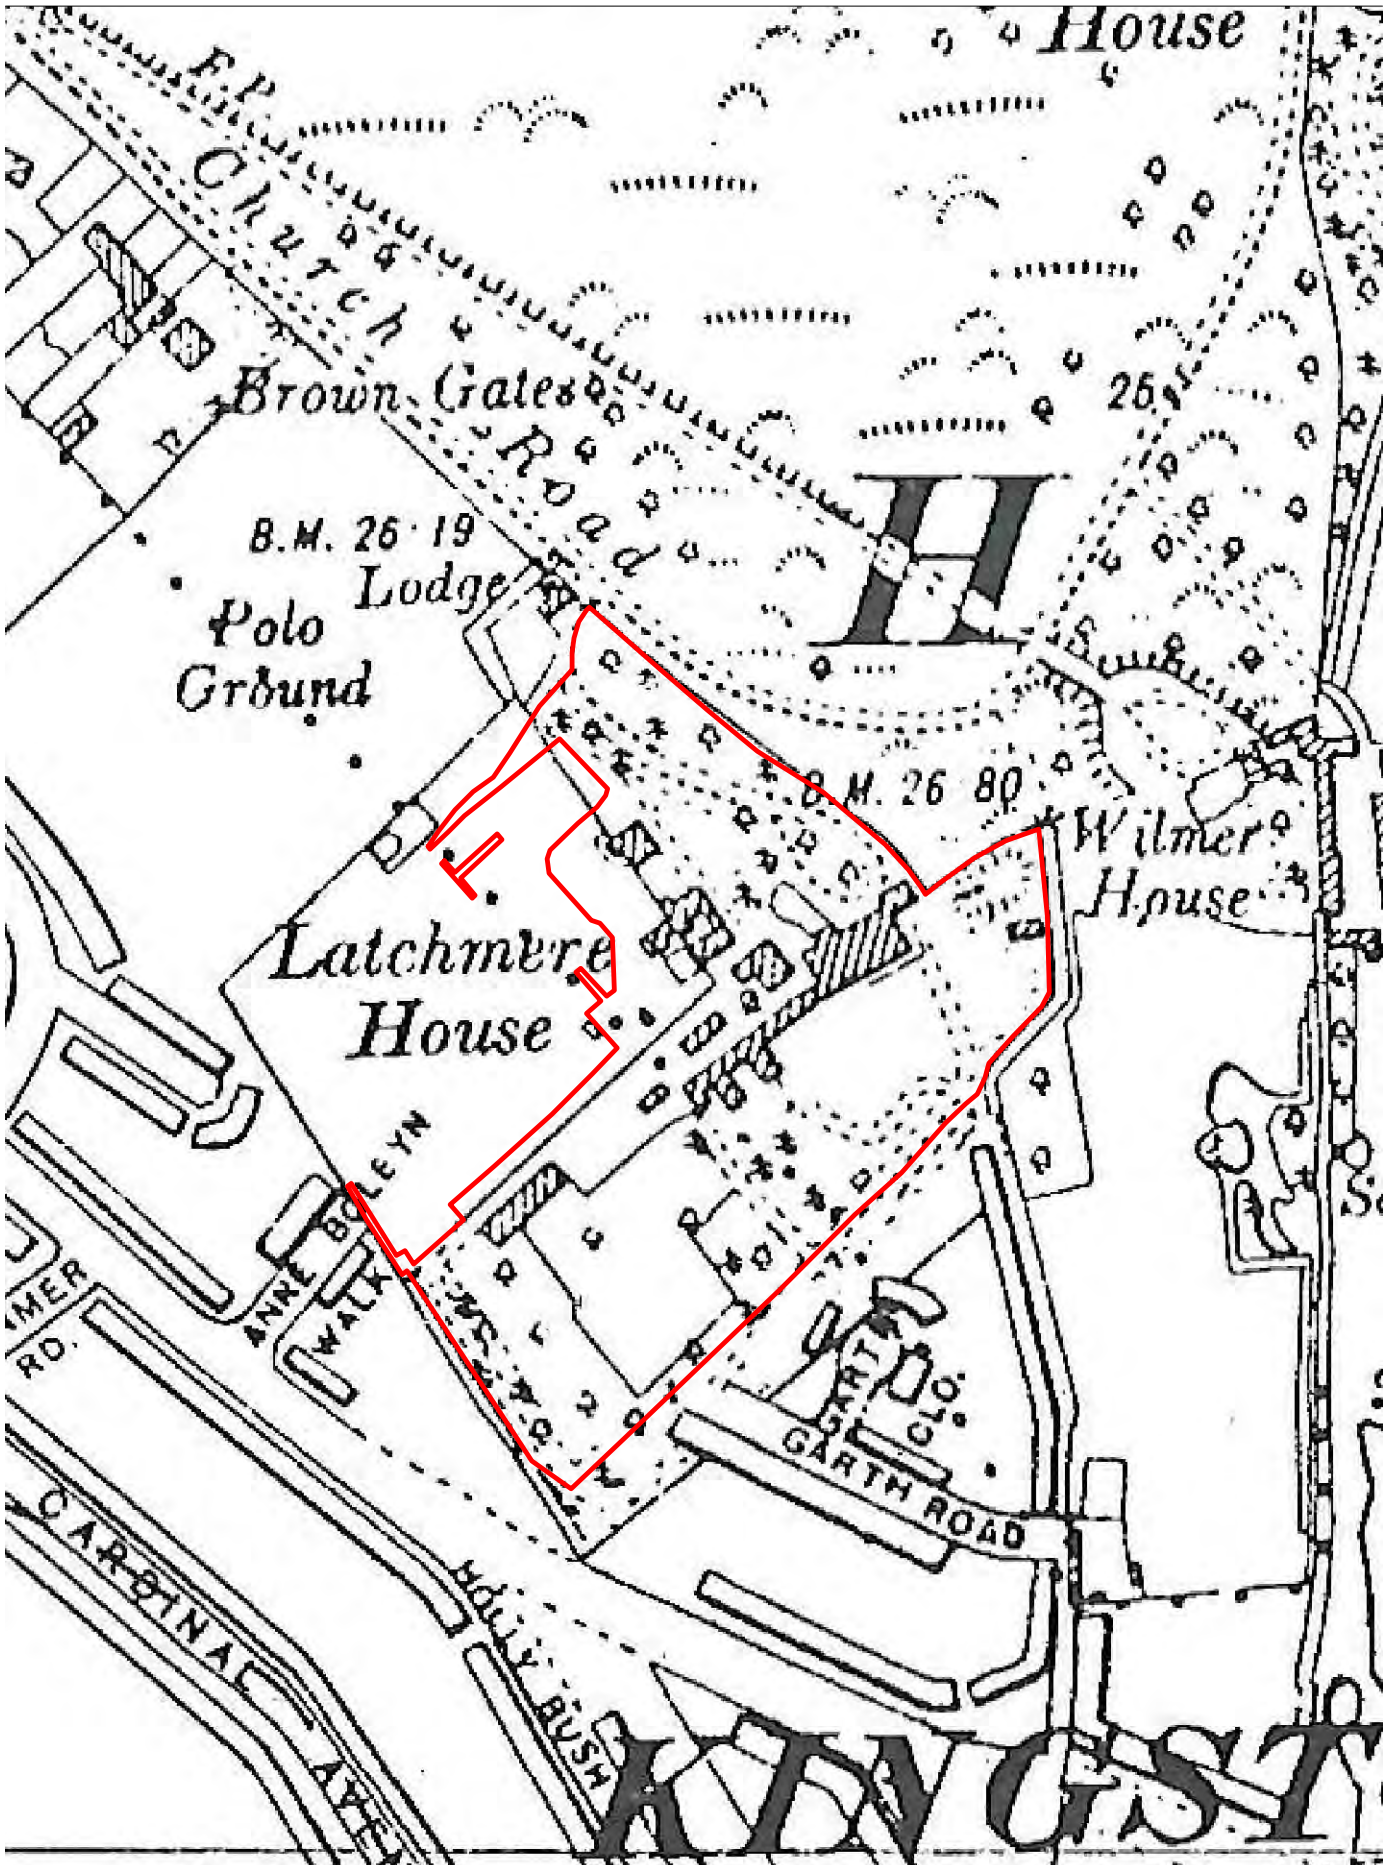 House
F.P
Church
Road
Brown Gates
25
B.M. 26·19
Lodge
H
Polo
Ground
B.M. 26 80
Wilmer
House
Latchmere
House
ANNE BOLEYN
WALK
RD.
GARTH
CLO.
GARTH ROAD
CARDINAL
HOLLY BUSH
KINGST